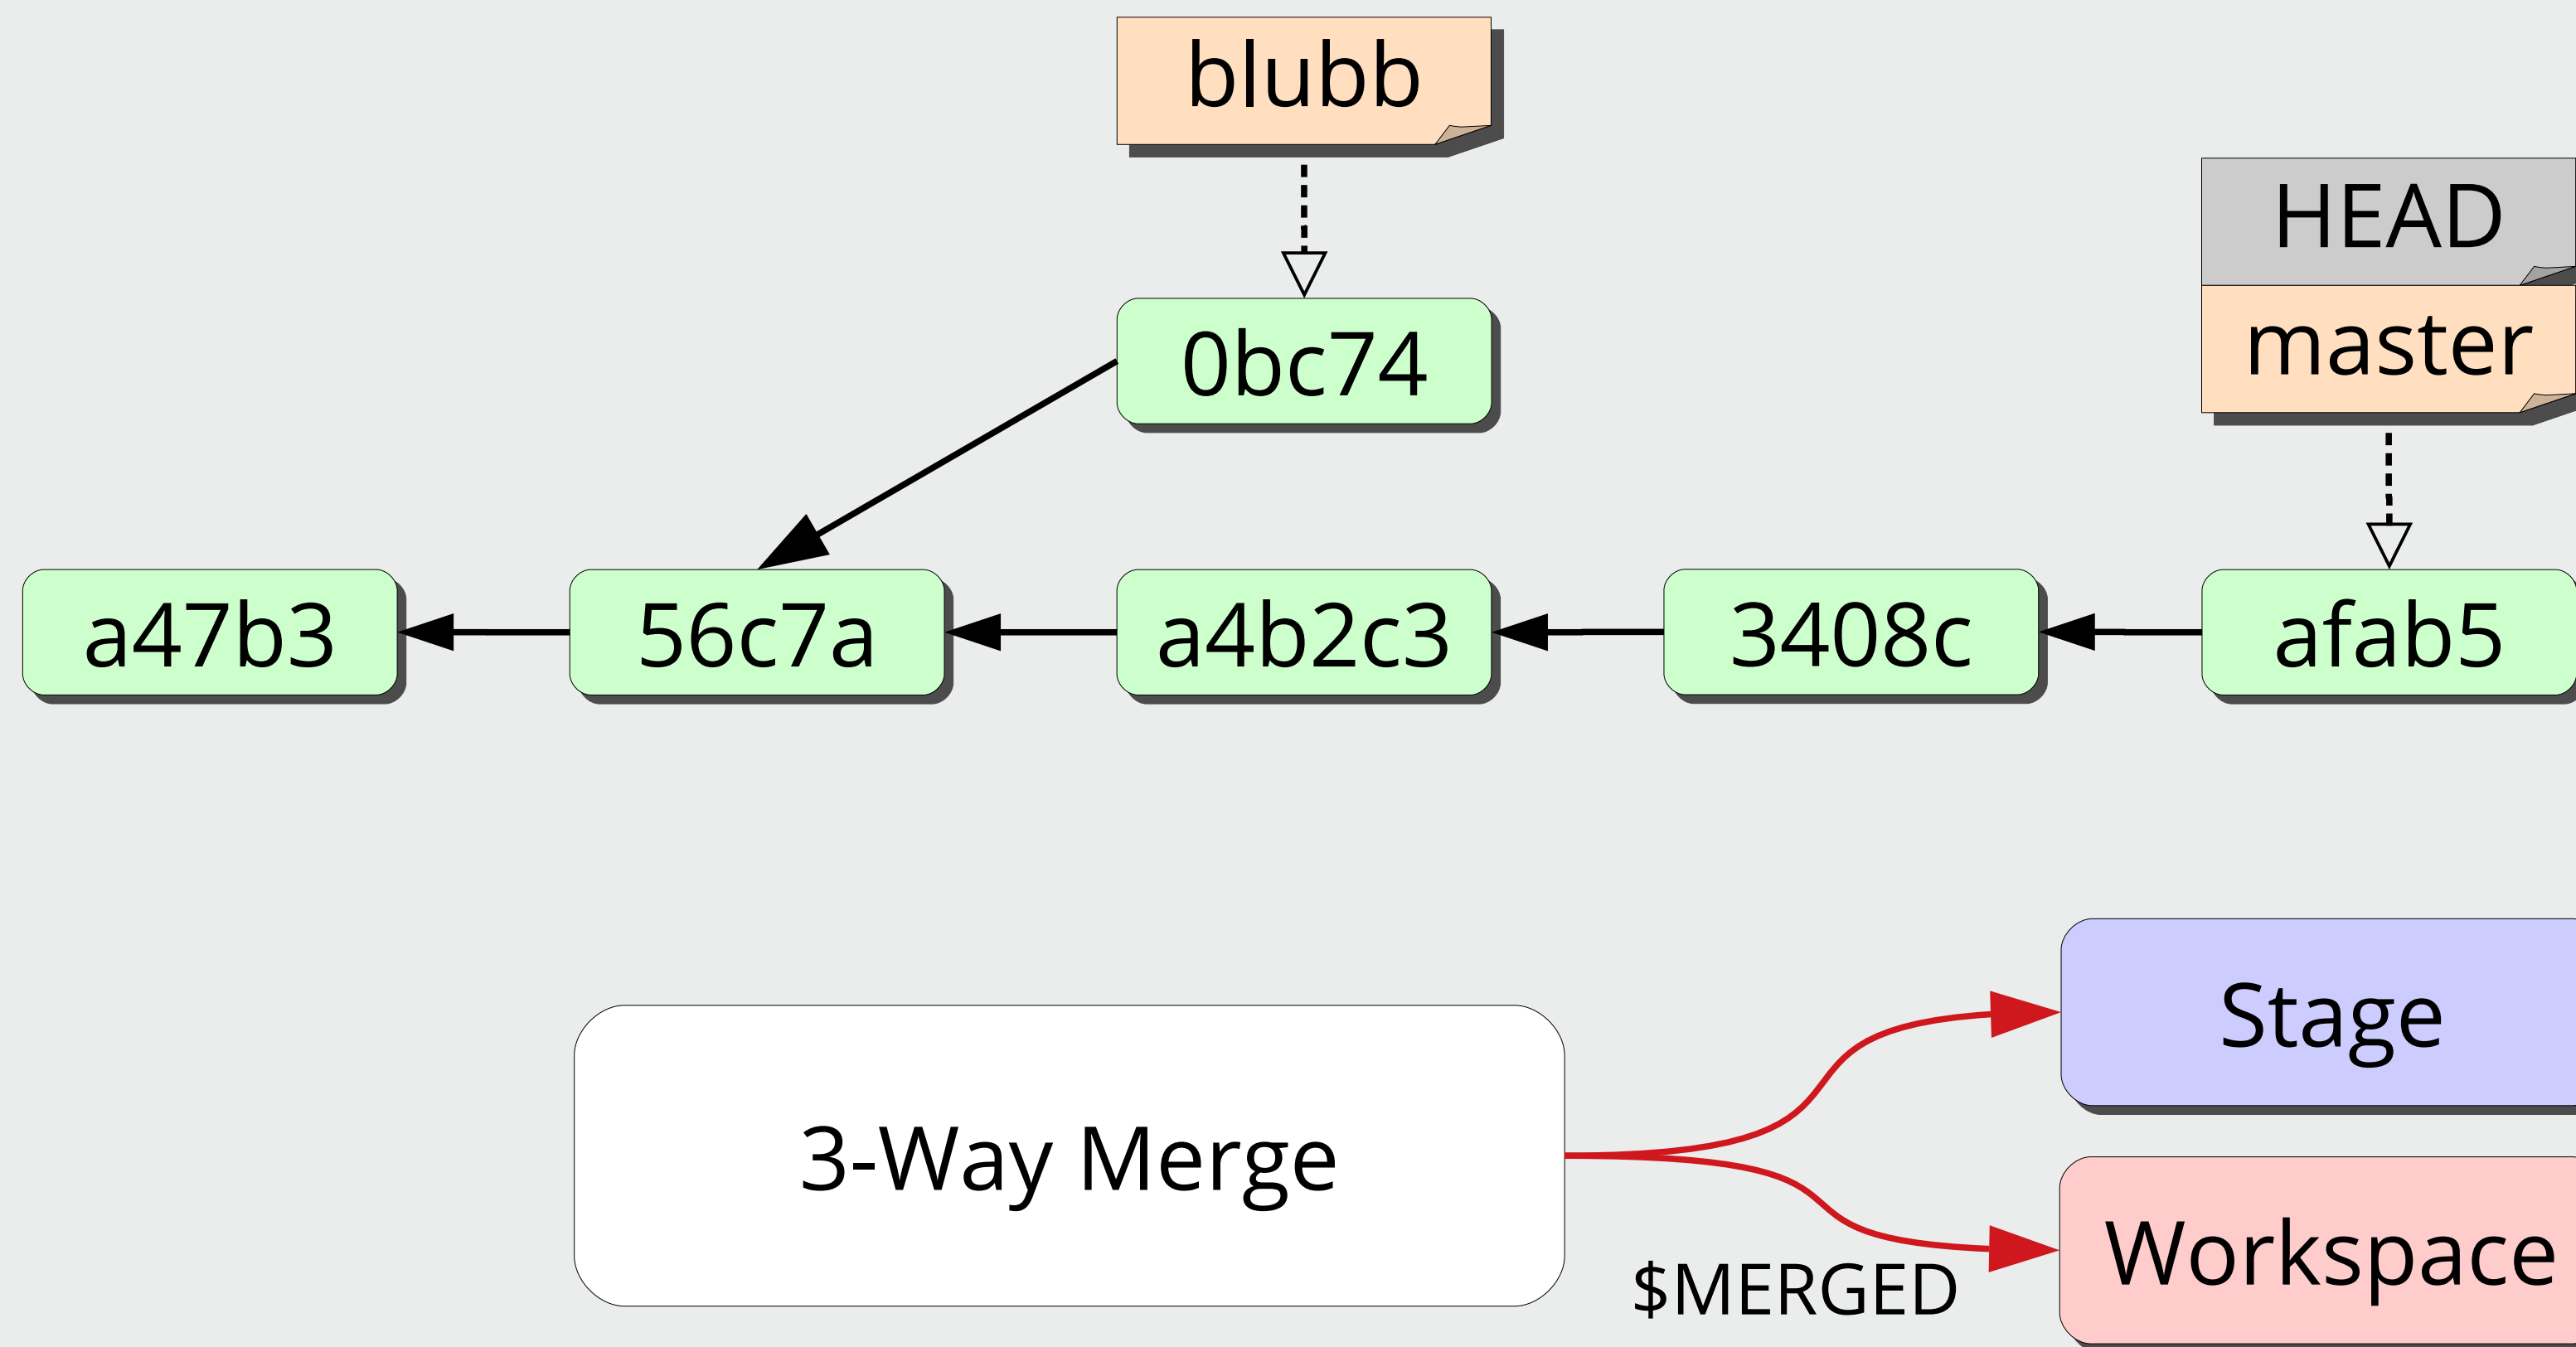 blubb
HEAD
master
0bc74
a47b3
56c7a
a4b2c3
3408c
afab5
Stage
3-Way Merge
Workspace
$MERGED